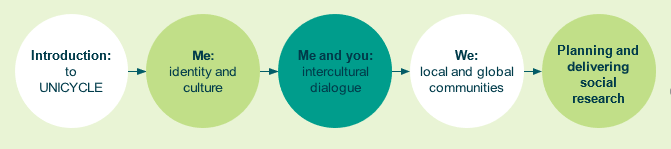 Introduction:
to
UNICYCLE
Me:
identity and
culture
Me and you:
intercultural
dialogue
We:
local and global
communities
Planning and
delivering
social
research